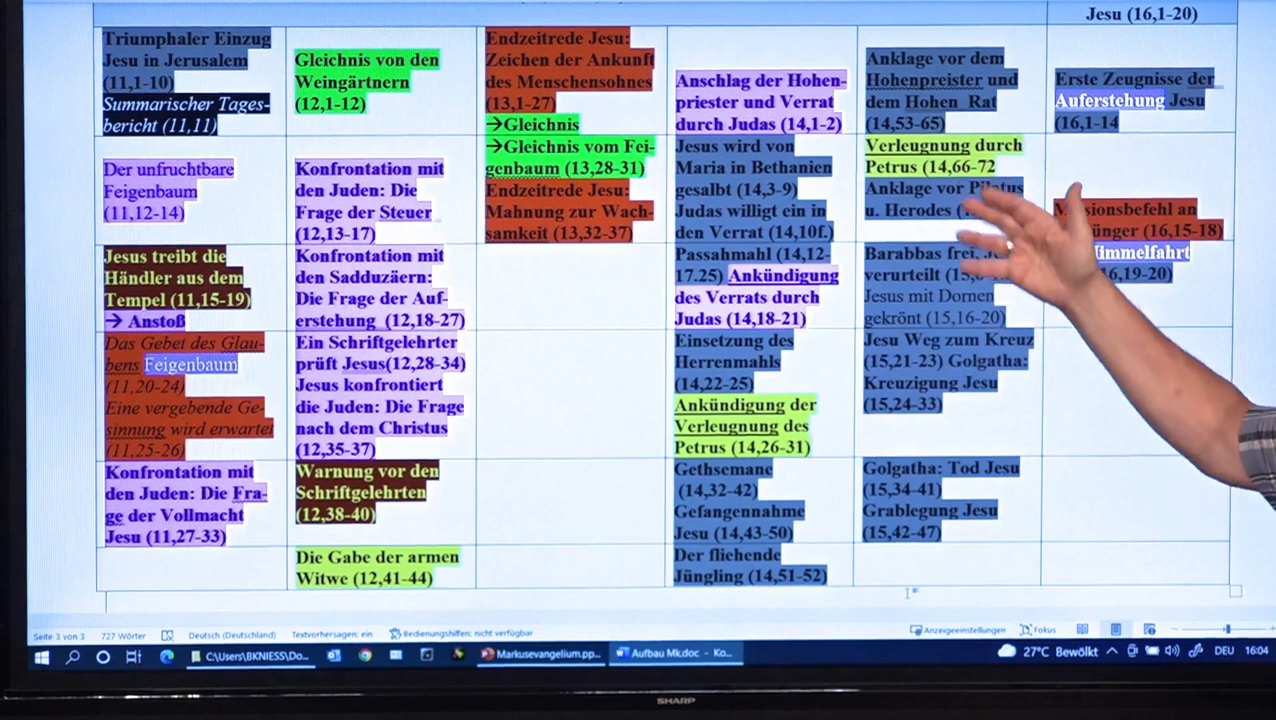 Jesu (16,1-20)
Triumphaler Einzug
Jesu in Jerusalem
(11,1-10)
Summarischer Tages-
bericht (11,11)
Der unfruchtbare
Feigenbaum
(11,12-14)
Jesus treibt die
Händler aus dem
Tempel (11,15-19)
→ Anstoß
Das Gebet des Glau-
bens Feigenbaum
(11,20-24)
Eine vergebende Ge-
sinnung wird erwartet
(11,25-26)
Konfrontation mit
den Juden: Die Fra-
ge der Vollmacht
Jesu (11,27-33)
Gleichnis von den
Weingärtnern
(12,1-12)
Konfrontation mit
den Juden: Die
Frage der Steuer
(12,13-17)
Konfrontation mit
den Sadduzäern:
Die Frage der Auf-
erstehung (12,18-27)
Ein Schriftgelehrter
prüft Jesus(12,28-34)
Jesus konfrontiert
die Juden: Die Frage
nach dem Christus
(12,35-37)
Warnung vor den
Schriftgelehrten
(12,38-40)
Die Gabe der armen
Witwe (12,41-44)
Endzeitrede Jesu:
Zeichen der Ankunft
des Menschensohnes
(13,1-27)
→Gleichnis
→Gleichnis vom Fei-
genbaum (13,28-31)
Endzeitrede Jesu:
Mahnung zur Wach-
samkeit (13,32-37)
Anschlag der Hohen-
priester und Verrat
durch Judas (14,1-2)
Jesus wird von
Maria in Bethanien
gesalbt (14,3-9)
Judas willigt ein in
den Verrat (14,10f.)
Passahmahl (14,12-
17.25) Ankündigung
des Verrats durch
Judas (14,18-21)
Einsetzung des
Herrenmahls
(14,22-25)
Ankündigung der
Verleugnung des
Petrus (14,26-31)
Gethsemane
(14,32-42)
Gefangennahme
Jesu (14,43-50)
Der fliehende
Jüngling (14,51-52)
Anklage vor dem
Hohenpreister und
dem Hohen Rat
(14,53-65)
Verleugnung durch
Petrus (14,66-72
Anklage vor Pilatus
u. Herodes
Barabbas frei,
verurteilt
Jesus mit Dornen
gekrönt (15,16-20)
Jesu Weg zum Kreuz
(15,21-23) Golgatha:
Kreuzigung Jesu
(15,24-33)
Golgatha: Tod Jesu
(15,34-41)
Grablegung Jesu
(15,42-47)
Erste Zeugnisse der
Auferstehung Jesu
(16,1-14
an
(16,15-18)
16,19-20)
Seite 3 von 3 727 Wörter Deutsch (Deutschland) Textvorhersagen: ein Bedienungshilfen: nicht verfügbar Anzeigeeinstellungen Fokus
C:\Users\BKNIESS\Do... Markusevangelium.pp... Aufbau Mk.doc - Ko... 27°C Bewölkt DEU 16:04
SHARP